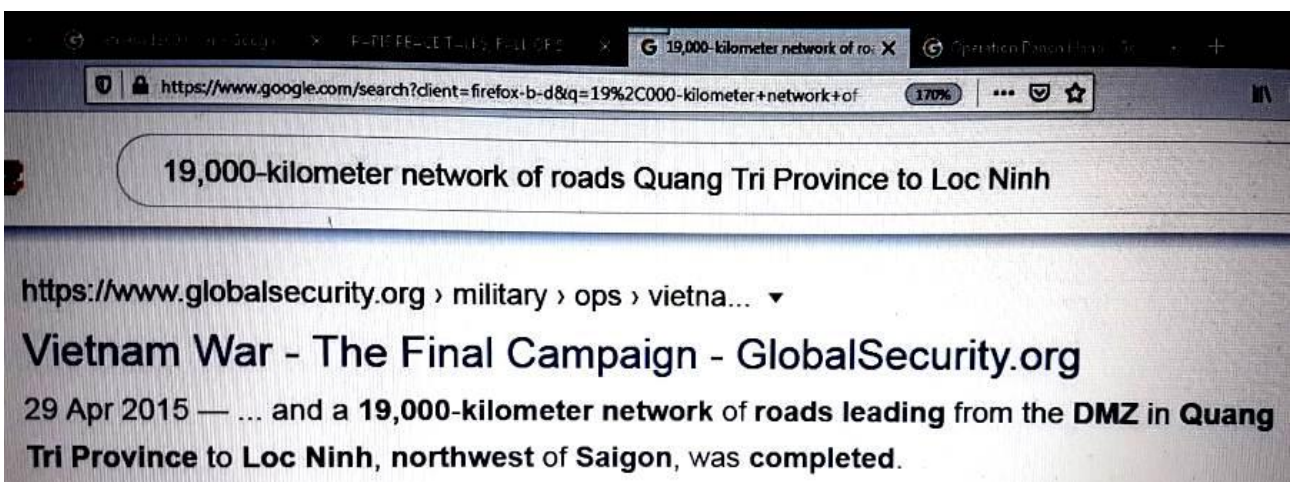 19,000-kilometer network of ro
https://www.google.com/search?client=firefox-b-d&q=19%2C000-kilometer+network+of 170%
19,000-kilometer network of roads Quang Tri Province to Loc Ninh
https://www.globalsecurity.org › military › ops › vietna...
Vietnam War - The Final Campaign - GlobalSecurity.org
29 Apr 2015 — ... and a 19,000-kilometer network of roads leading from the DMZ in Quang
Tri Province to Loc Ninh, northwest of Saigon, was completed.